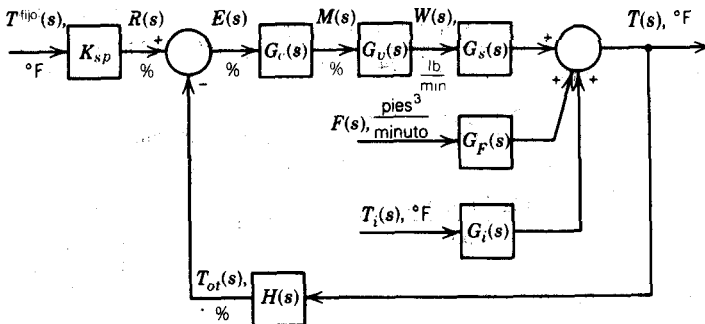 T^fijo(s), R(s) E(s) M(s) W(s), T(s), °F
K_sp + G_c(s) G_v(s) G_s(s) +
°F % - % % lb/min + +
F(s), pies³/minuto
G_F(s)
T_i(s), °F
G_i(s)
T_ot(s),
%
H(s)